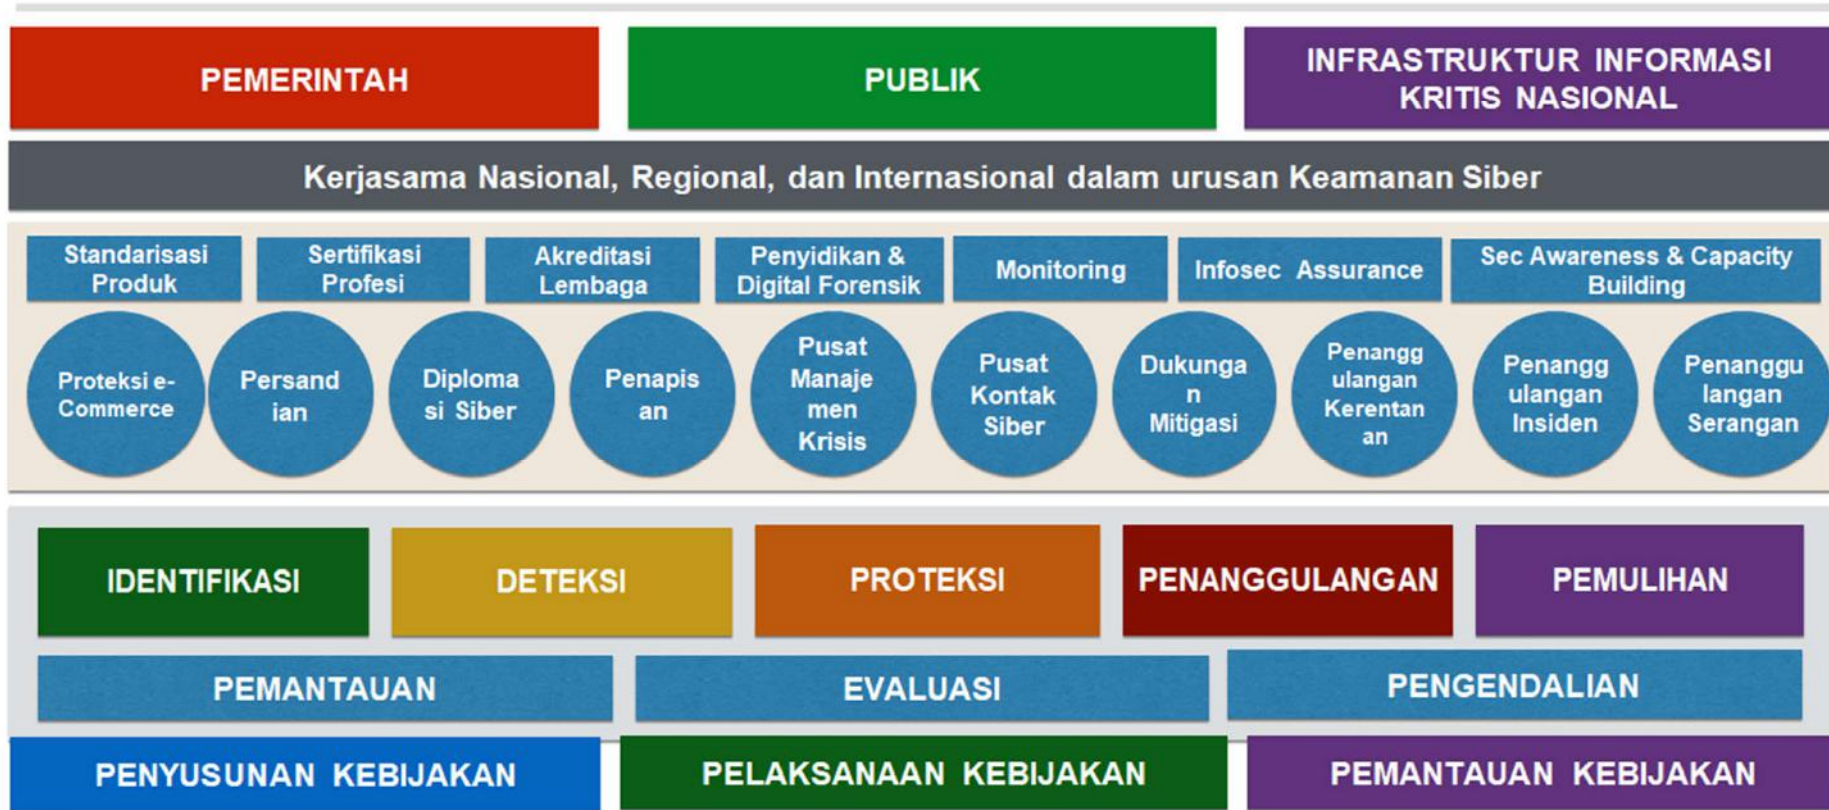 PEMERINTAH
PUBLIK
INFRASTRUKTUR INFORMASI
KRITIS NASIONAL
Kerjasama Nasional, Regional, dan Internasional dalam urusan Keamanan Siber
Standarisasi
Produk
Sertifikasi
Profesi
Akreditasi
Lembaga
Penyidikan &
Digital Forensik
Monitoring
Infosec Assurance
Sec Awareness & Capacity
Building
Proteksi e-
Commerce
Persand
ian
Diploma
si Siber
Penapis
an
Pusat
Manaje
men
Krisis
Pusat
Kontak
Siber
Dukunga
n
Mitigasi
Penangg
ulangan
Kerentan
an
Penangg
ulangan
Insiden
Penanggu
langan
Serangan
IDENTIFIKASI
DETEKSI
PROTEKSI
PENANGGULANGAN
PEMULIHAN
PEMANTAUAN
EVALUASI
PENGENDALIAN
PENYUSUNAN KEBIJAKAN
PELAKSANAAN KEBIJAKAN
PEMANTAUAN KEBIJAKAN